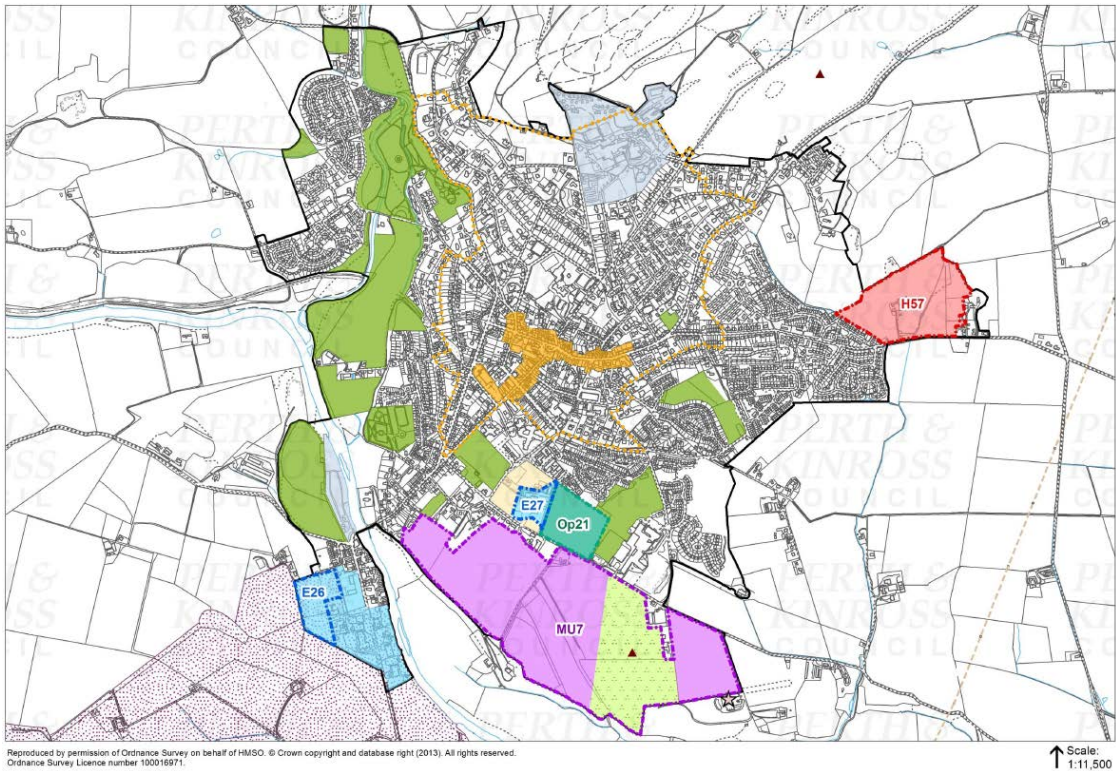 PERTH &
KINROSS
COUNCIL
H57
E27
Op21
E26
MU7
Reproduced by permission of Ordnance Survey on behalf of HMSO. © Crown copyright and database right (2013). All rights reserved.
Ordnance Survey Licence number 100016971.
Scale:
1:11,500